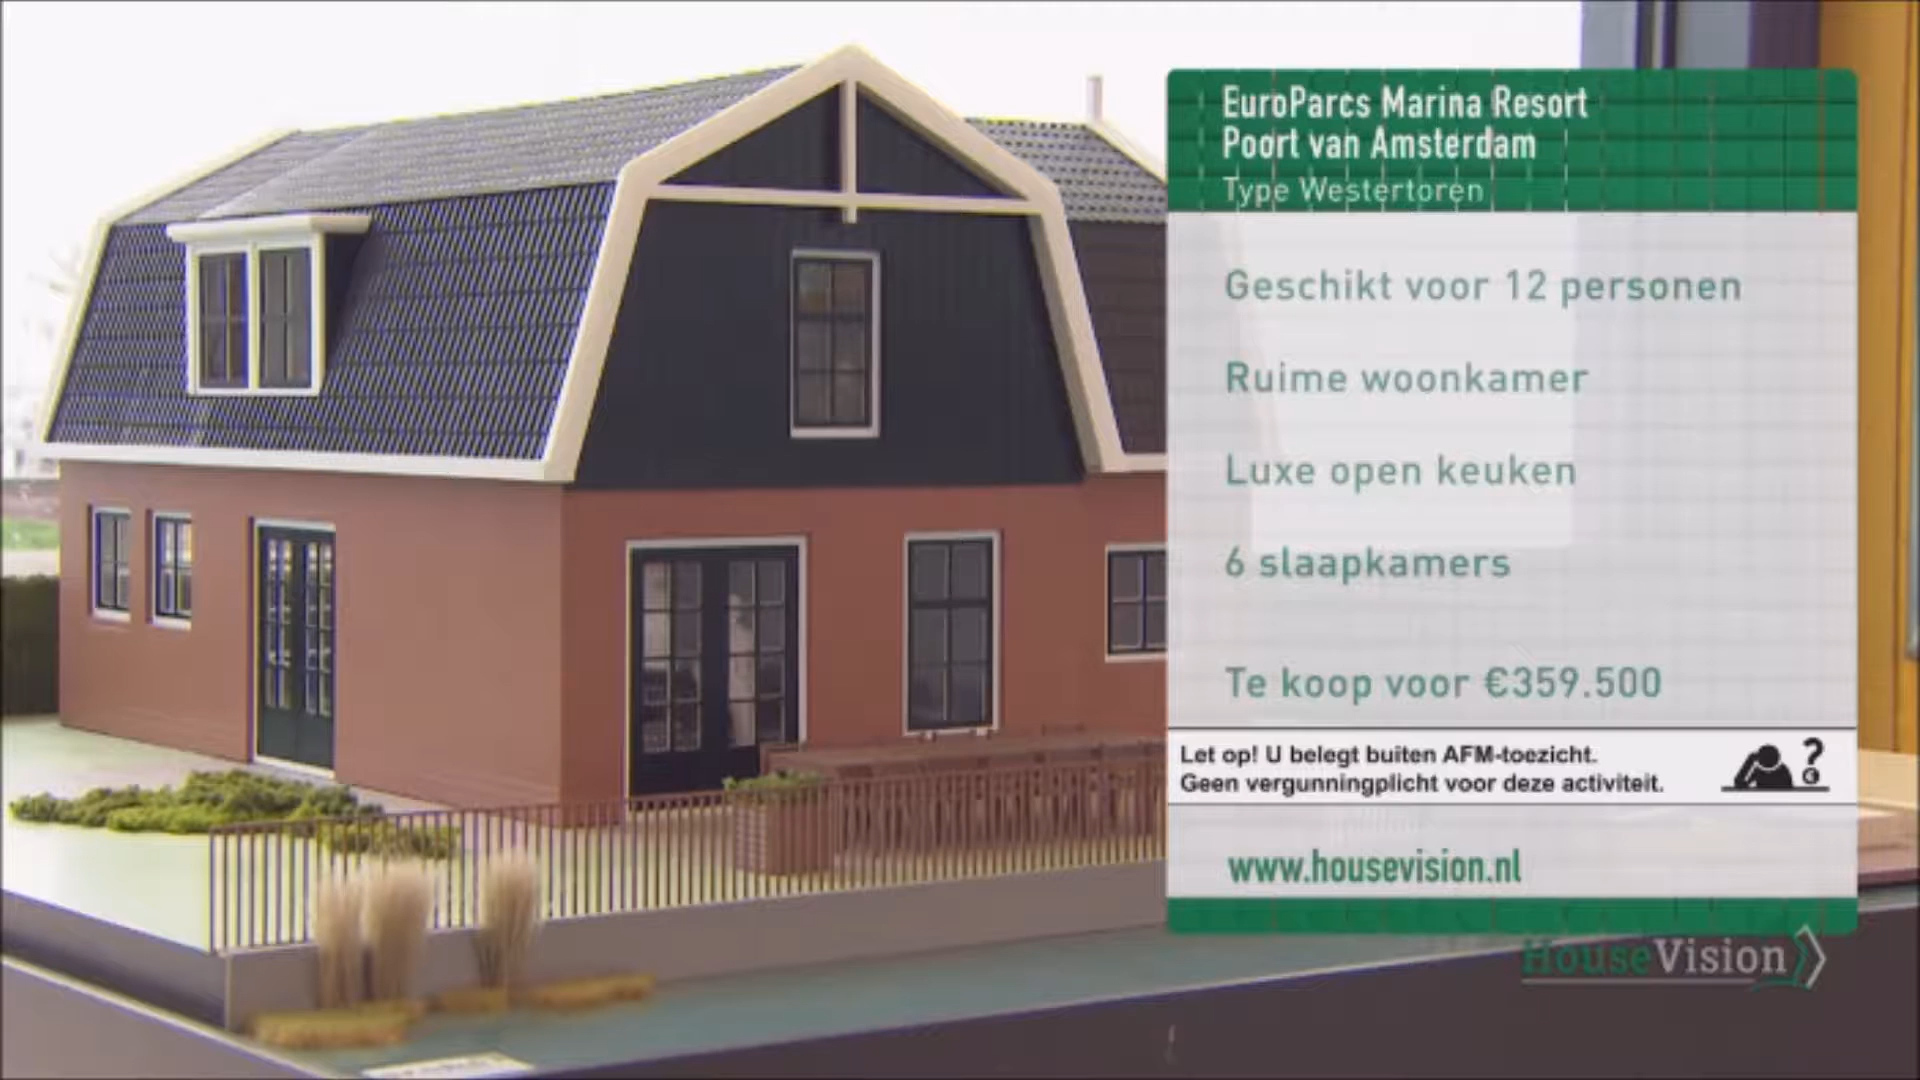 EuroParcs Marina Resort
Poort van Amsterdam
Type Westertoren
Geschikt voor 12 personen
Ruime woonkamer
Luxe open keuken
6 slaapkamers
Te koop voor €359.500
Let op! U belegt buiten AFM-toezicht.
Geen vergunningplicht voor deze activiteit.
www.housevision.nl
HouseVision